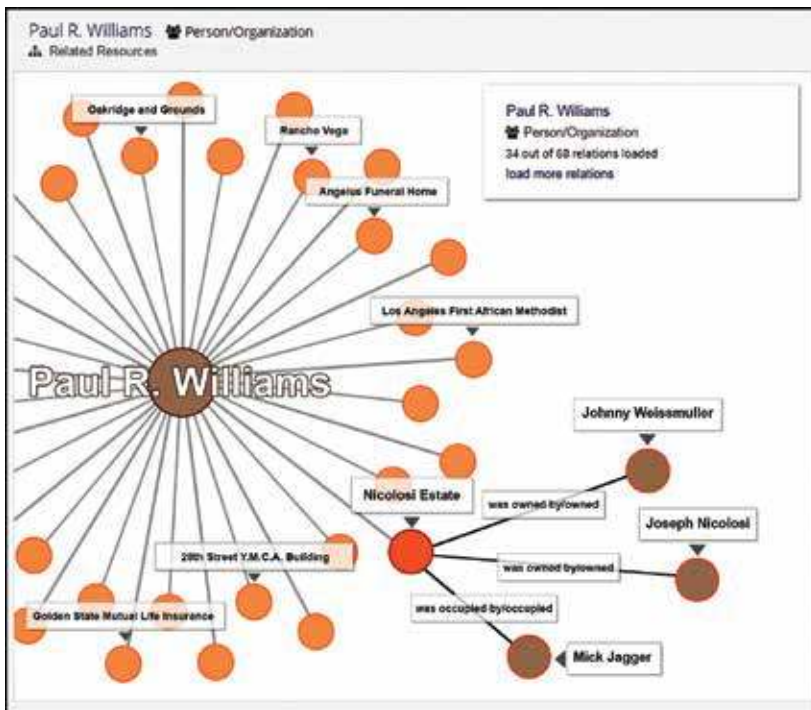 Paul R. Williams Person/Organization
Related Resources
Paul R. Williams
Person/Organization
34 out of 68 relations loaded
load more relations
Oakridge and Grounds
Rancho Vega
Angelus Funeral Home
Los Angeles First African Methodist
Paul R. Williams
Johnny Weissmuller
Nicolosi Estate
was owned by/owned
Joseph Nicolosi
was owned by/owned
28th Street Y.M.C.A. Building
was occupied by/occupied
Golden State Mutual Life Insurance
Mick Jagger